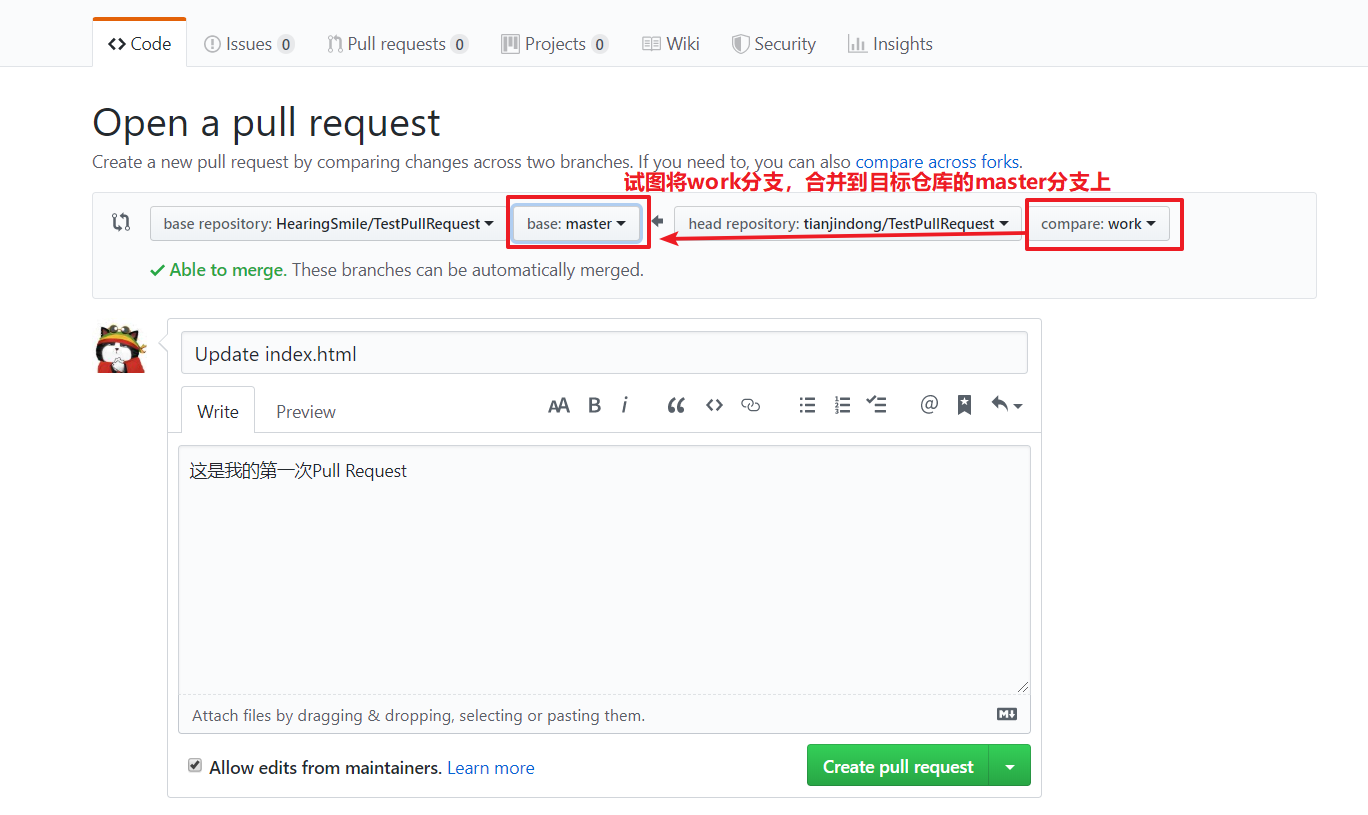 Code Issues 0 Pull requests 0 Projects 0 Wiki Security Insights
Open a pull request
Create a new pull request by comparing changes across two branches. If you need to, you can also compare across forks.
试图将work分支，合并到目标仓库的master分支上
base repository: HearingSmile/TestPullRequest base: master head repository: tianjindong/TestPullRequest compare: work
Able to merge. These branches can be automatically merged.
Update index.html
Write Preview
这是我的第一次Pull Request
Attach files by dragging & dropping, selecting or pasting them.
Allow edits from maintainers. Learn more Create pull request